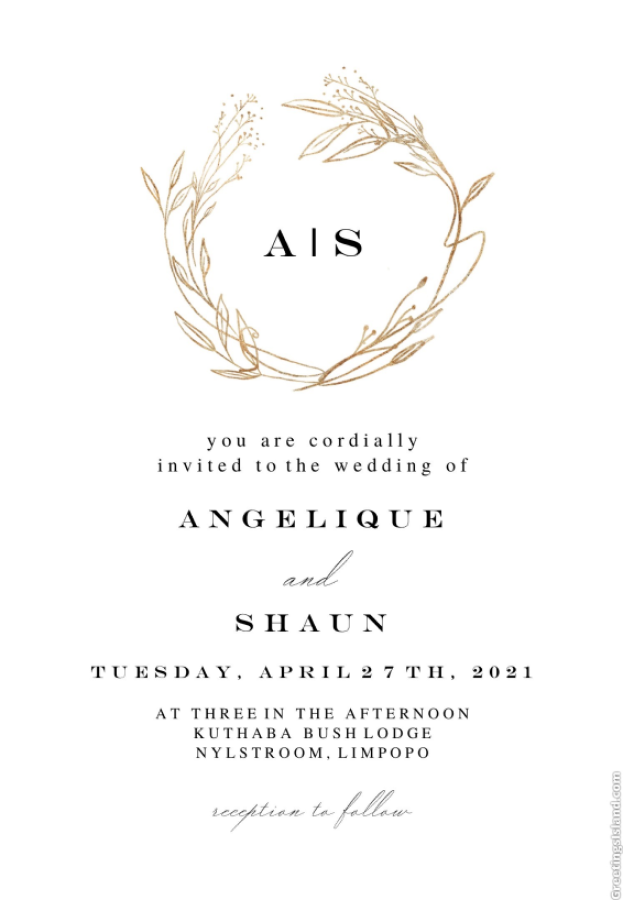 A|S
you are cordially
invited to the wedding of
ANGELIQUE
and
SHAUN
TUESDAY, APRIL 27TH, 2021
AT THREE IN THE AFTERNOON
KUTHABA BUSH LODGE
NYLSTROOM, LIMPOPO
reception to follow
GreetingsIsland.com